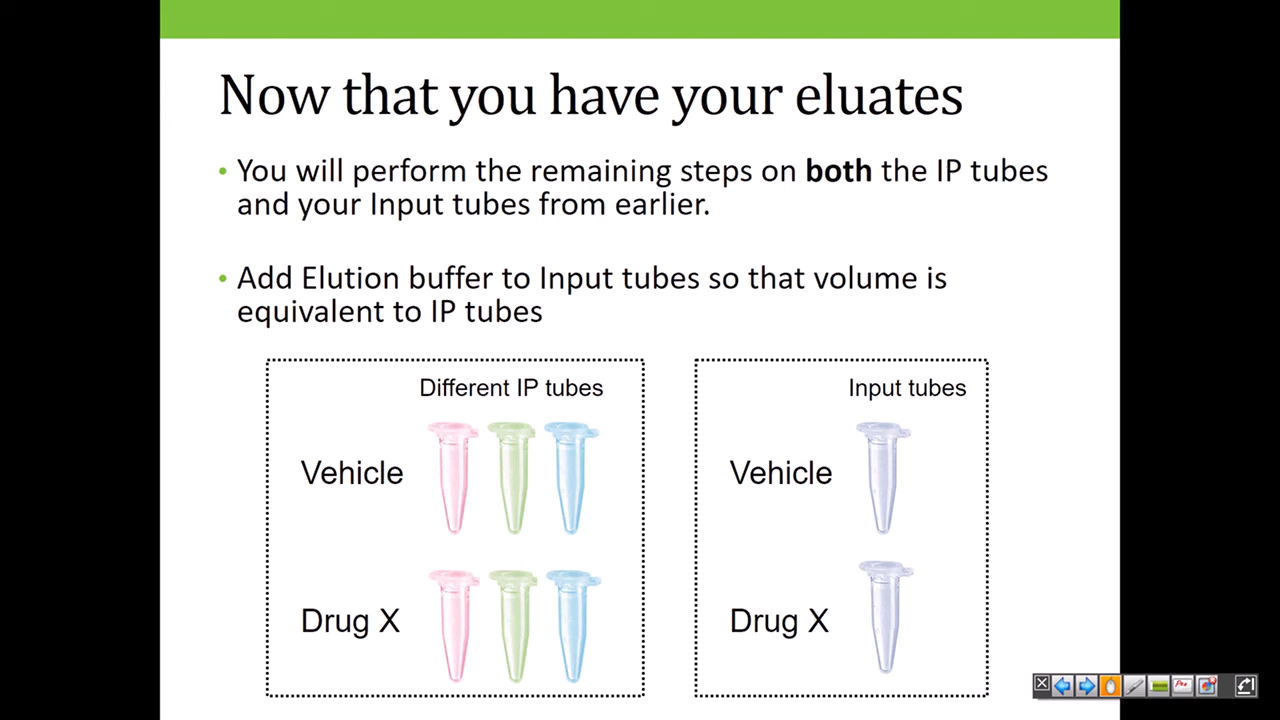 Now that you have your eluates
• You will perform the remaining steps on both the IP tubes
and your Input tubes from earlier.
• Add Elution buffer to Input tubes so that volume is
equivalent to IP tubes
Different IP tubes
Vehicle
Drug X
Input tubes
Vehicle
Drug X